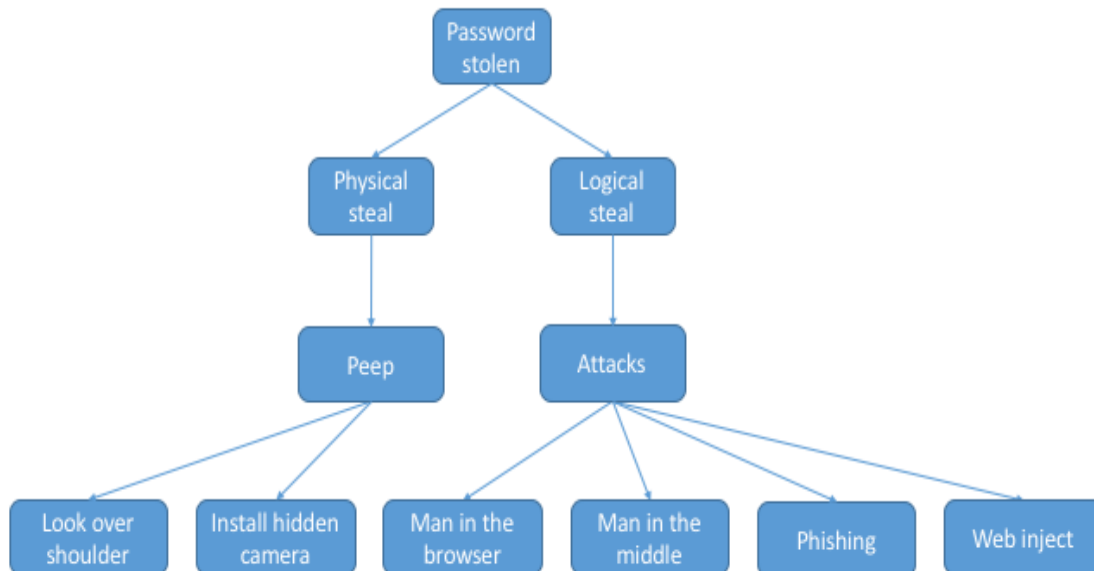 Password
stolen
Physical
steal
Logical
steal
Peep
Attacks
Look over
shoulder
Install hidden
camera
Man in the
browser
Man in the
middle
Phishing
Web inject